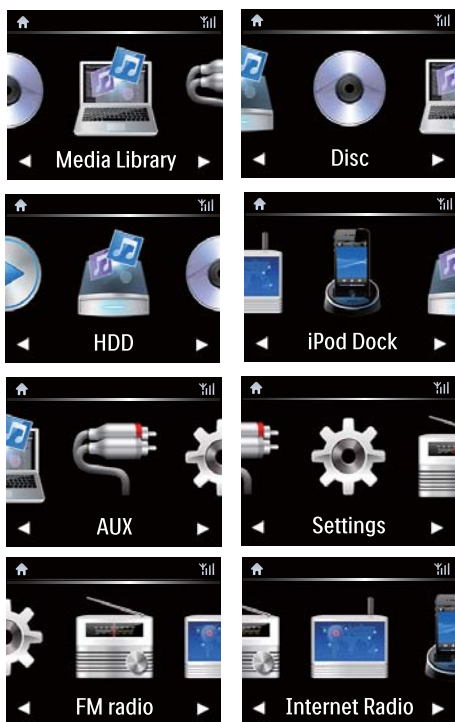 Media Library
Disc
HDD
iPod Dock
AUX
Settings
FM radio
Internet Radio